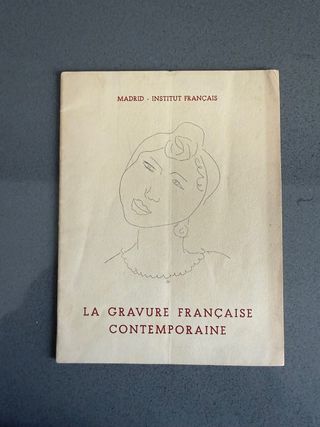 MADRID - INSTITUT FRANÇAIS
LA GRAVURE FRANÇAISE
CONTEMPORAINE